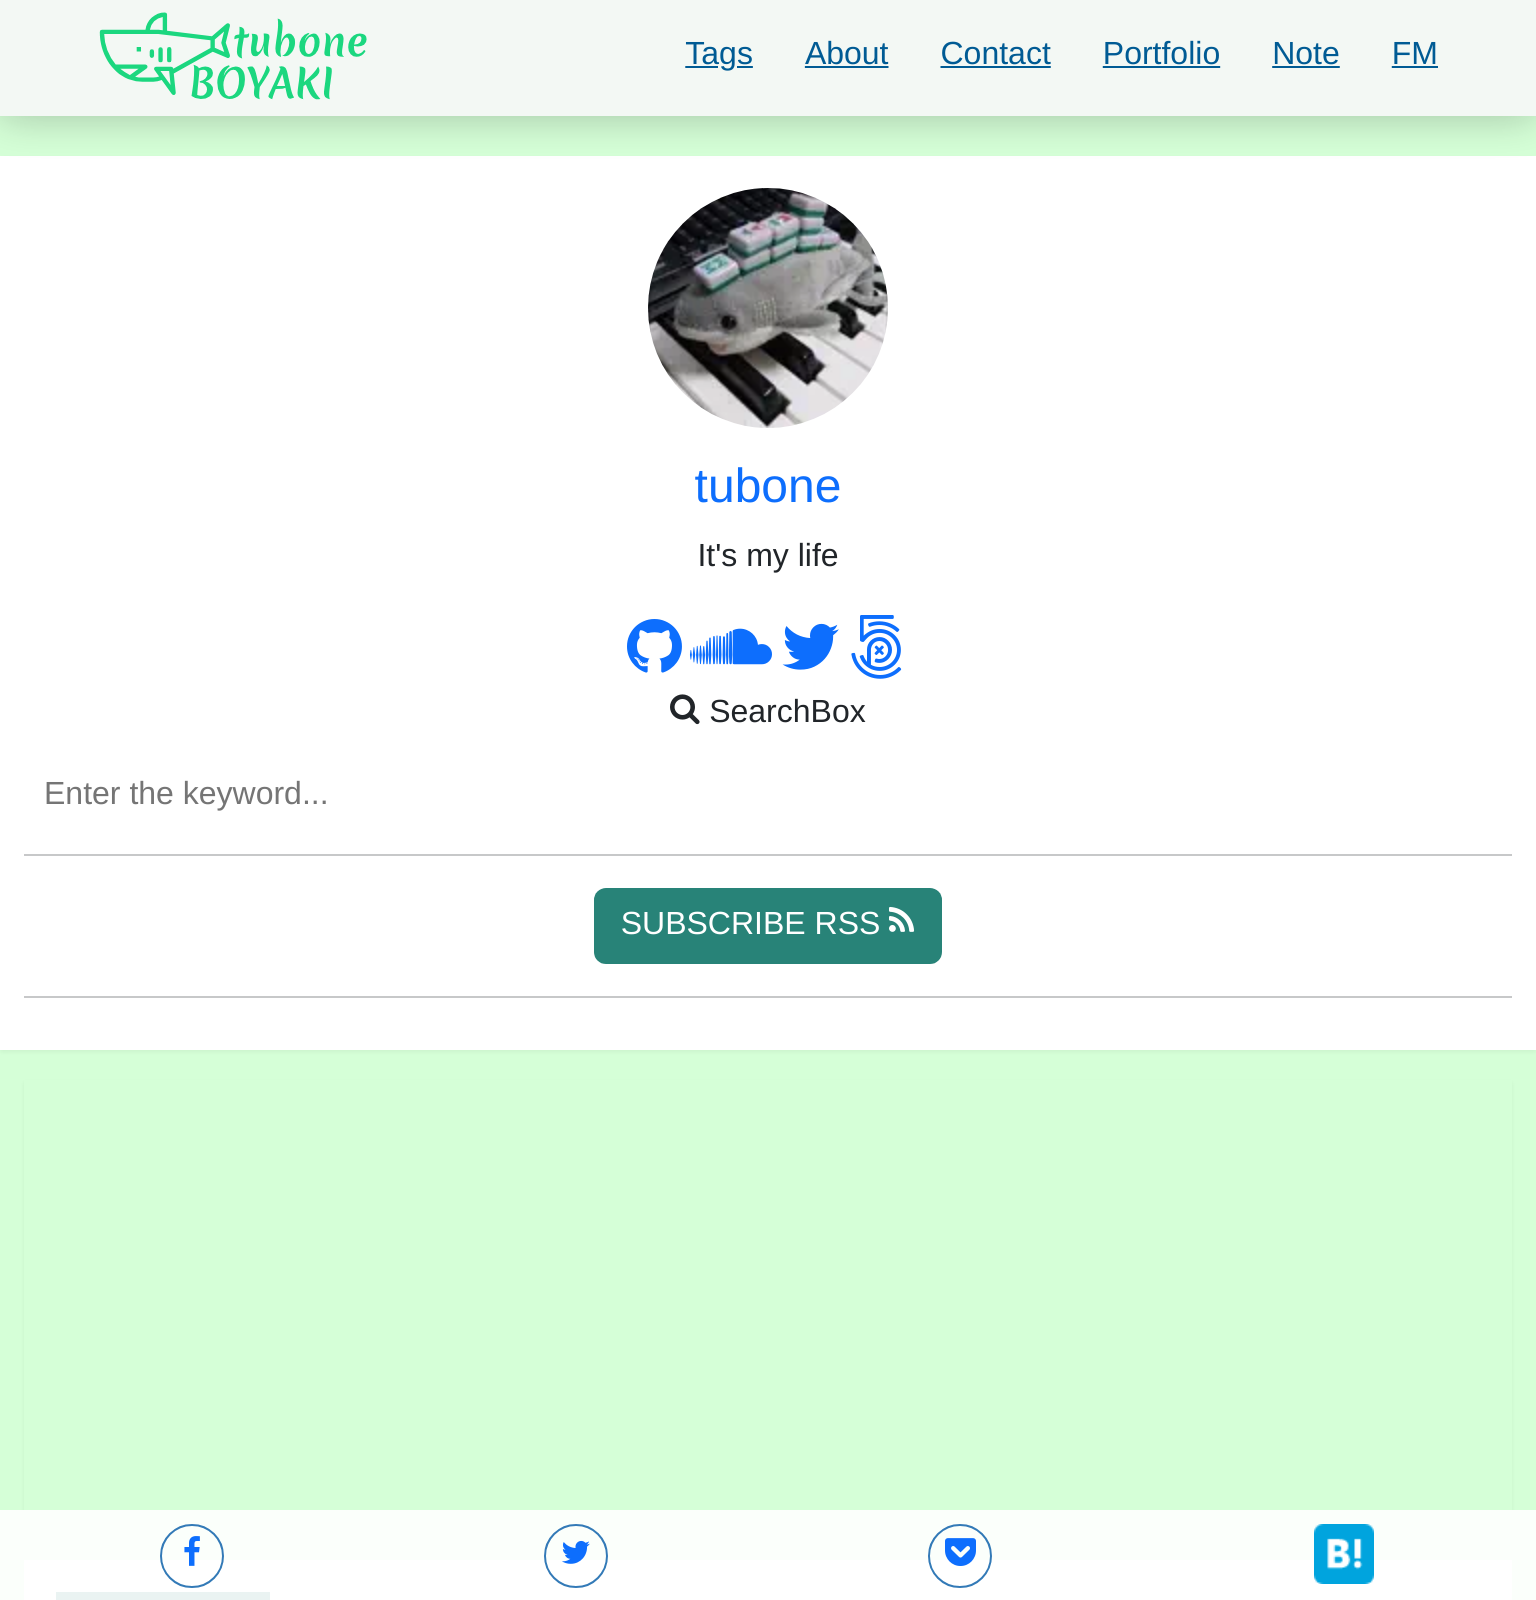 tubone
BOYAKI
Tags About Contact Portfolio Note FM
tubone
It's my life
SearchBox
Enter the keyword...
SUBSCRIBE RSS
B!